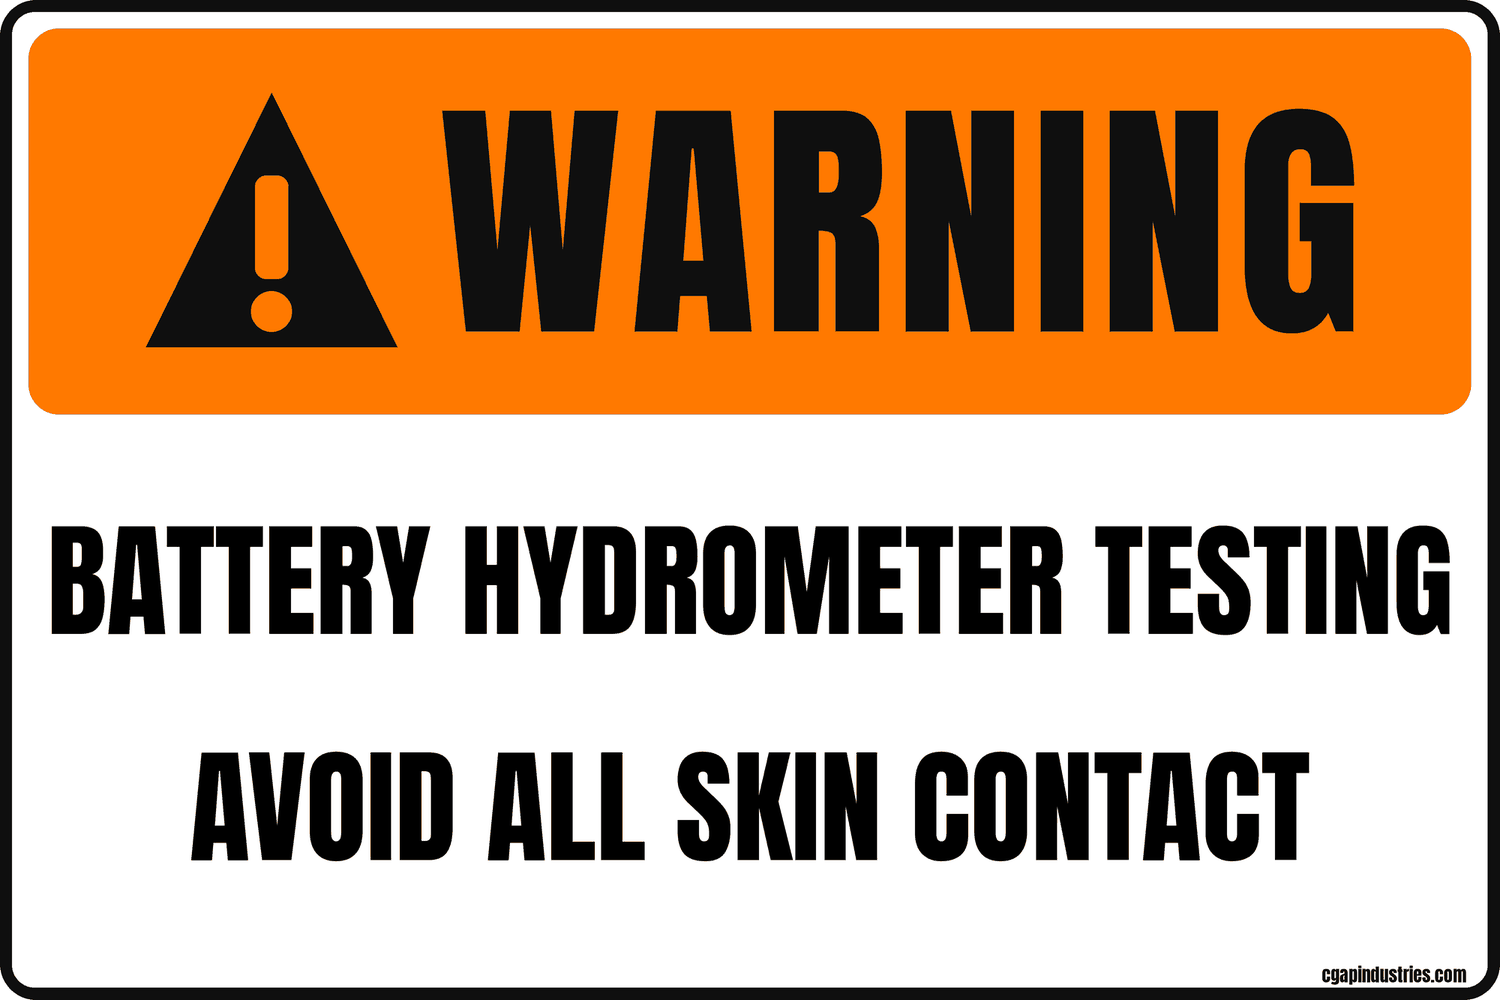 WARNING
BATTERY HYDROMETER TESTING
AVOID ALL SKIN CONTACT
cgapindustries.com